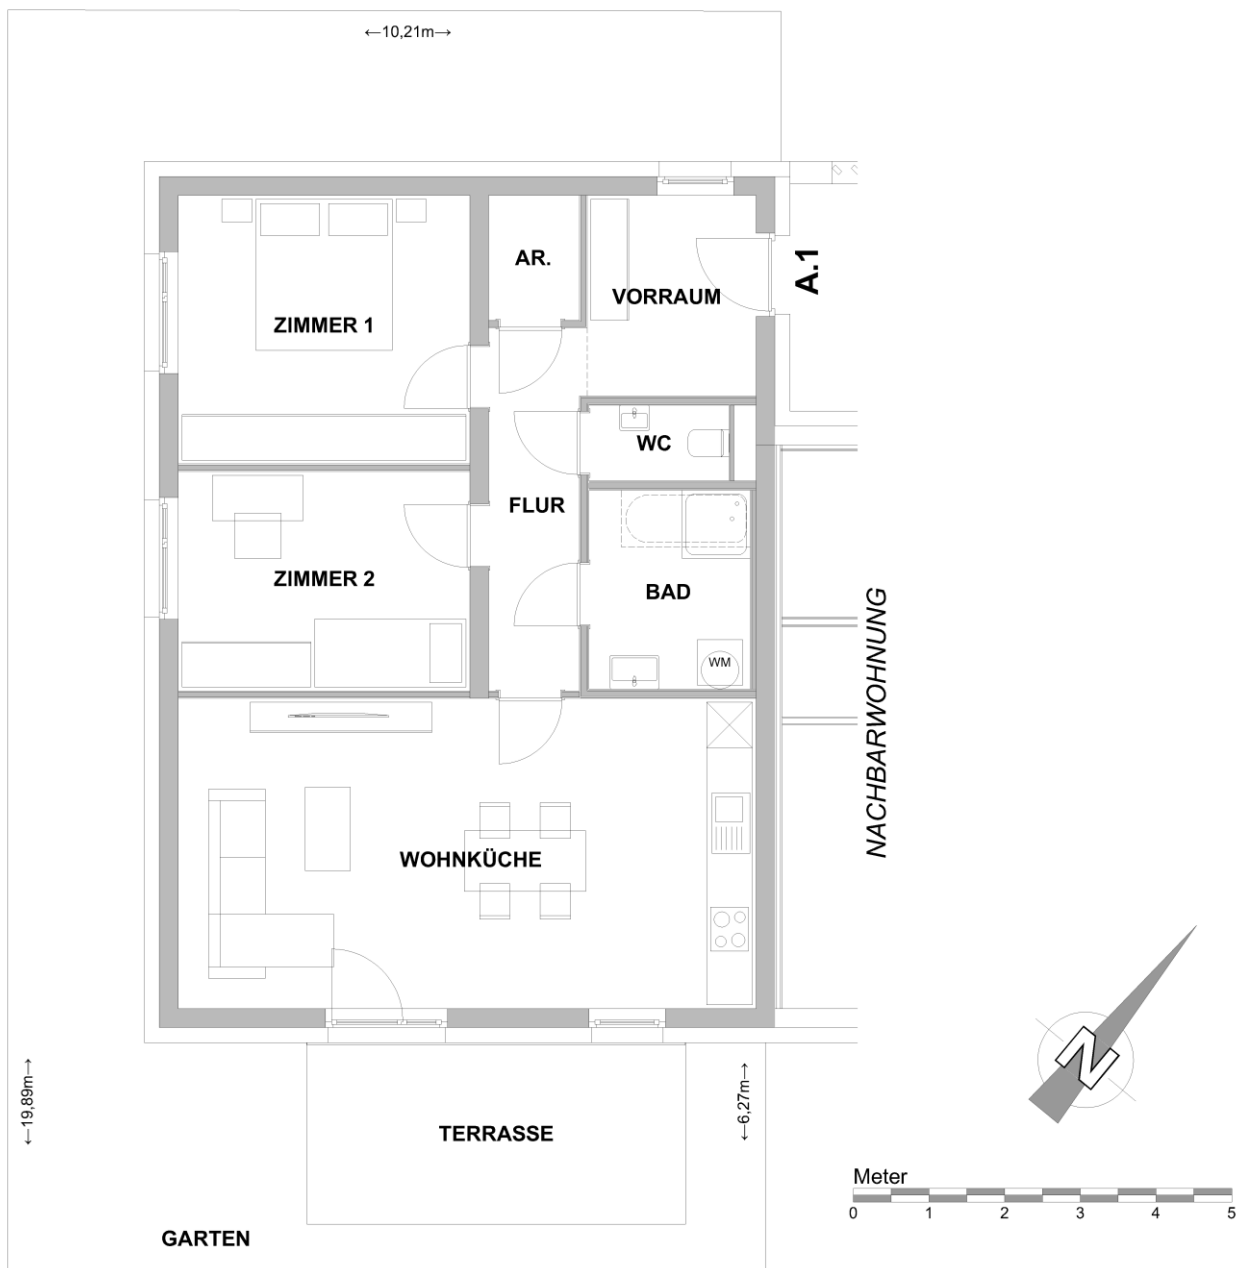 ←10,21m→
AR.
VORRAUM
A.1
ZIMMER 1
WC
FLUR
ZIMMER 2
BAD
WM
NACHBARWOHNUNG
WOHNKÜCHE
←19,89m→
←6,27m→
N
TERRASSE
Meter
0 1 2 3 4 5
GARTEN